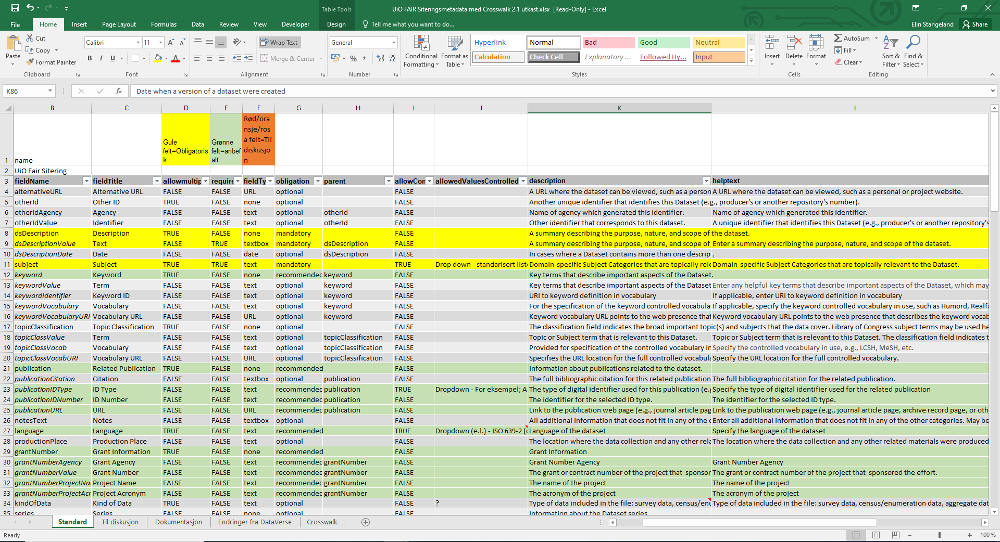 Table Tools
UiO FAIR Siteringsmetadata med Crosswalk 2.1 utkast.xlsx [Read-Only] - Excel
File Home Insert Page Layout Formulas Data Review View Developer Design Tell me what you want to do... Elin Stangeland Share
Paste Cut Copy Format Painter
Calibri 11 B I U
Wrap Text Merge & Center
General %
Conditional Formatting Format as Table
Hyperlink Normal Bad Good Neutral
Calculation Check Cell Explanatory ... Followed Hy... Input
Insert Delete Format
AutoSum Fill Clear Sort & Filter Find & Select
Clipboard Font Alignment Number Styles Cells Editing
K86 fx Date when a version of a dataset were created
B C D E F G H I J K L
1 name Gule felt=Obligatorisk Grønne felt=anbefalt Rød/oransje/rosa felt=Til diskusjon
2 UiO Fair Sitering
3 fieldName fieldTitle allowmultip require fieldTy obligation parent allowCon allowedValuesControlled description helptext
4 alternativeURL Alternative URL FALSE FALSE URL optional FALSE A URL where the dataset can be viewed, such as a person A URL where the dataset can be viewed, such as a personal or project website.
5 otherId Other ID TRUE FALSE none optional FALSE Another unique identifier that identifies this Dataset (e.g., producer's or another repository's number).
6 otherIdAgency Agency FALSE FALSE text optional otherId FALSE Name of agency which generated this identifier. Name of agency which generated this identifier.
7 otherIdValue Identifier FALSE FALSE text optional otherId FALSE Other identifier that corresponds to this dataset. A unique identifier that identifies this Dataset (e.g., producer's or another repository's
8 dsDescription Description TRUE FALSE none mandatory FALSE A summary describing the purpose, nature, and scope of the dataset.
9 dsDescriptionValue Text FALSE TRUE textbox mandatory dsDescription FALSE A summary describing the purpose, nature, and scope of Enter a summary describing the purpose, nature, and scope of the dataset.
10 dsDescriptionDate Date FALSE FALSE date optional dsDescription FALSE In cases where a Dataset contains more than one descrip ,
11 subject Subject TRUE TRUE text mandatory TRUE Drop down - standarisert list Domain-specific Subject Categories that are topically rele Domain-specific Subject Categories that are topically relevant to the Dataset.
12 keyword Keyword TRUE FALSE none recommended keyword FALSE Key terms that describe important aspects of the Dataset.
13 keywordValue Term FALSE FALSE text optional keyword FALSE Key terms that describe important aspects of the Dataset Enter any helpful key terms that describe important aspects of the Dataset, which may
14 keywordIdentifier Keyword ID FALSE FALSE text optional keyword FALSE URI to keyword definition in vocabulary If applicable, enter URI to keyword definition in vocabulary
15 keywordVocabulary Vocabulary FALSE FALSE text optional keyword FALSE For the specification of the keyword controlled vocabula If applicable, specify the keyword controlled vocabulary in use, such as Humord, Realfa
16 keywordVocabularyURI Vocabulary URL FALSE FALSE URL optional keyword FALSE Keyword vocabulary URL points to the web presence that Keyword vocabulary URL points to the web presence that describes the keyword vocab
17 topicClassification Topic Classification TRUE FALSE none optional FALSE The classification field indicates the broad important topic(s) and subjects that the data cover. Library of Congress subject terms may be used he
18 topicClassValue Term FALSE FALSE text optional topicClassification FALSE Topic or Subject term that is relevant to this Dataset. Topic or Subject term that is relevant to this Dataset. The classification field indicates t
19 topicClassVocab Vocabulary FALSE FALSE text optional topicClassification FALSE Provided for specification of the controlled vocabulary in Specify the controlled vocabulary in use, e.g., LCSH, MeSH, etc.
20 topicClassVocabURI Vocabulary URL FALSE FALSE URL optional topicClassification FALSE Specifies the URL location for the full controlled vocabula Specify the URL location for the full controlled vocabulary.
21 publication Related Publication TRUE FALSE none recommended FALSE Information about publications related to the dataset.
22 publicationCitation Citation FALSE FALSE textbox optional publication FALSE The full bibliographic citation for this related publication The full bibliographic citation for the related publication.
23 publicationIDType ID Type FALSE FALSE text recommended publication TRUE Dropdown - For eksempel; A The type of digital identifier used for this publication (e.g Specify the type of digital identifier used for the related publication
24 publicationIDNumber ID Number FALSE FALSE text recommended publication FALSE The identifier for the selected ID type. The identifier for the selected ID type.
25 publicationURL URL FALSE FALSE URL recommended publication FALSE Link to the publication web page (e.g., journal article pag Link to the publication web page (e.g., journal article page, archive record page, or othe
26 notesText Notes FALSE FALSE textbox optional FALSE All additional information that does not fit in any of the o Enter all additional information that does not fit in any of the other categories. May be
27 language Language TRUE FALSE text recommended TRUE Dropdown (e.l.) - ISO 639-2 ( Language of the dataset Specify the language of the dataset
28 productionPlace Production Place FALSE FALSE text optional FALSE The location where the data collection and any other rela The location where the data collection and any other related materials were produced
29 grantNumber Grant Information TRUE FALSE none recommended FALSE Grant Information
30 grantNumberAgency Grant Agency FALSE FALSE text recommended grantNumber FALSE Grant Number Agency Grant Number Agency
31 grantNumberValue Grant Number FALSE FALSE text recommended grantNumber FALSE The grant or contract number of the project that sponsor The grant or contract number of the project that sponsored the effort.
32 grantNumberProjectNa Project Name FALSE FALSE text recommended grantNumber FALSE The name of the project The name of the project
33 grantNumberProjectAcr Project Acronym FALSE FALSE text recommended grantNumber FALSE The acronym of the project The acronym of the project
34 kindOfData Kind of Data TRUE FALSE text optional FALSE ? Type of data included in the file: survey data, census/enu Type of data included in the file: survey data, census/enumeration data, aggregate dat
35 series Series FALSE FALSE none optional FALSE Information about the Dataset series
Standard Til diskusjon Dokumentasjon Endringer fra DataVerse Crosswalk
Ready 100 %